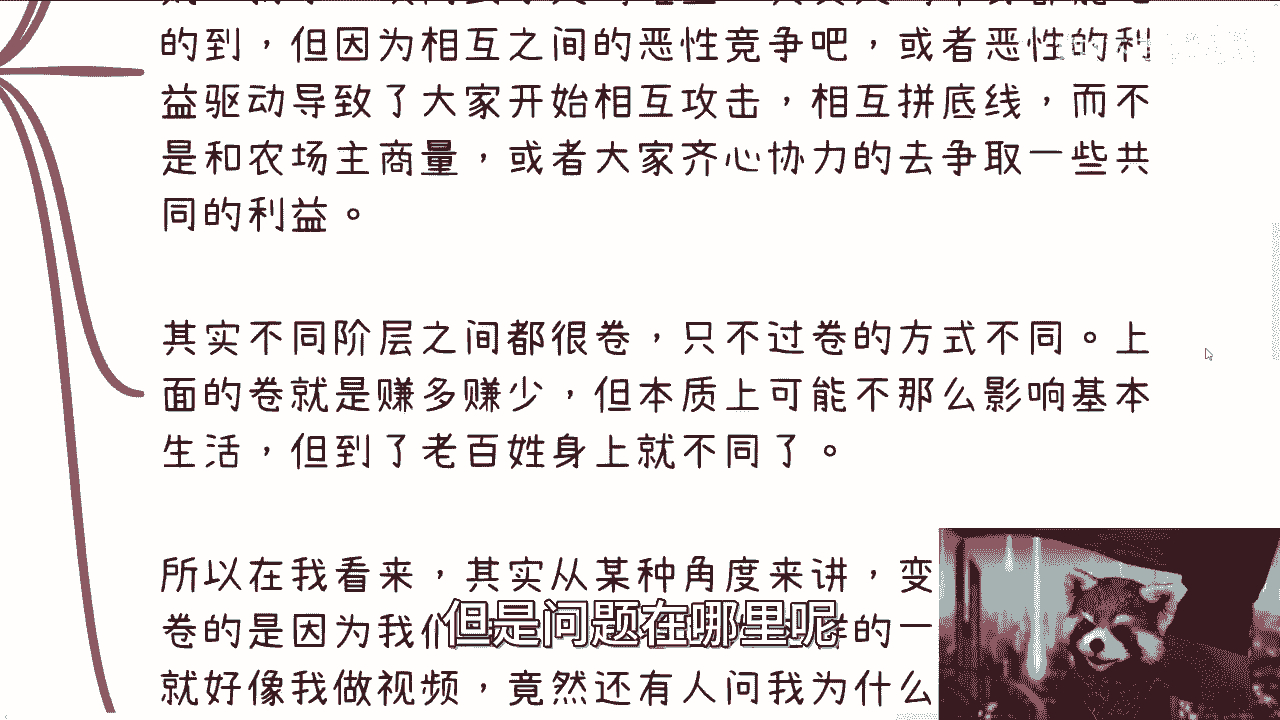 的到，但因为相互之间的恶性竞争吧，或者恶性的利
益驱动导致了大家开始相互攻击，相互拼底线，而不
是和农场主商量，或者大家齐心协力的去争取一些共
同的利益。
其实不同阶层之间都很卷，只不过卷的方式不同。上
面的卷就是赚多赚少，但本质上可能不那么影响基本
生活，但到了老百姓身上就不同了。
所以在我看来，其实从某种角度来讲，变
卷的是因为我们 的一
但是问题在哪里呢
就好像我做视频，竟然还有人问我为什么